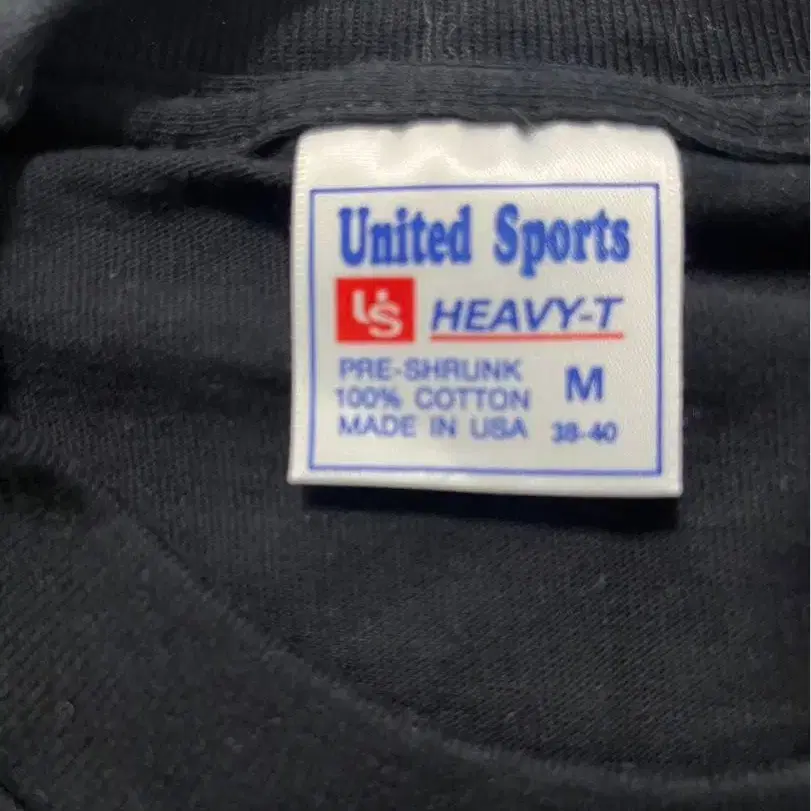 United Sports
US HEAVY-T
PRE-SHRUNK
100% COTTON M
MADE IN USA 38-40